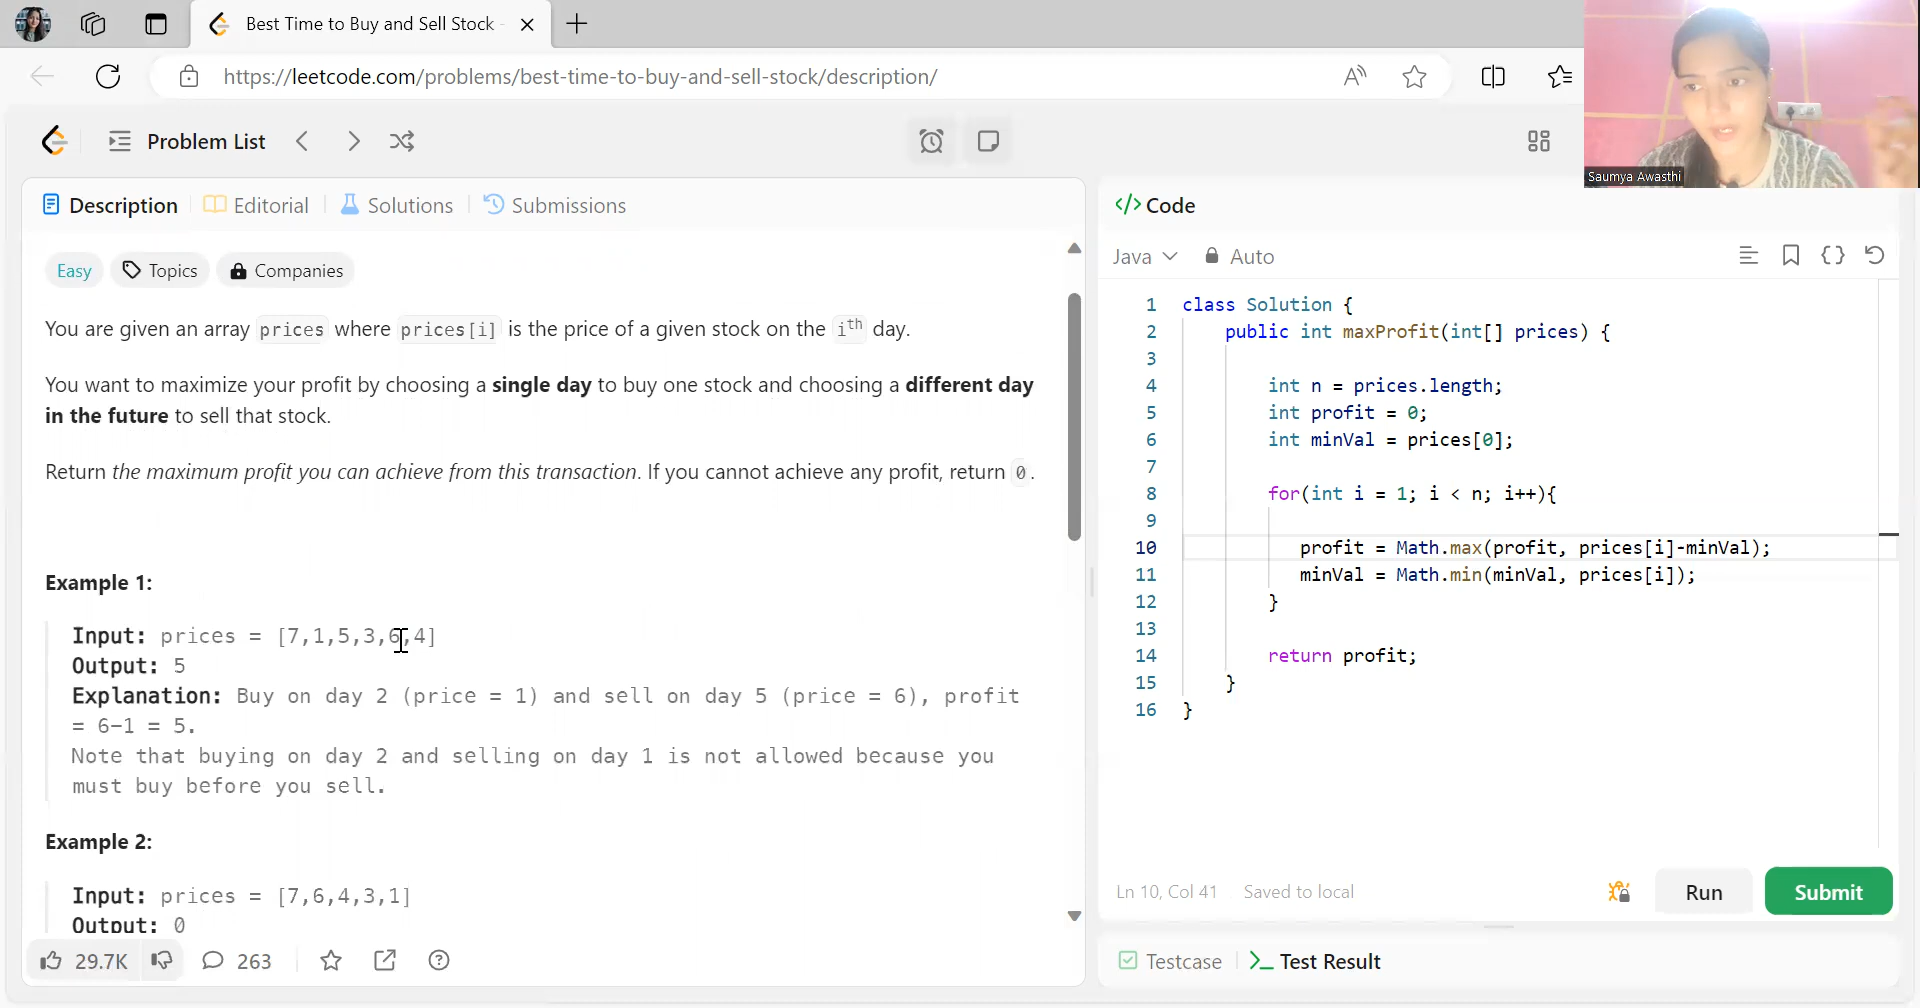 Best Time to Buy and Sell Stock -
https://leetcode.com/problems/best-time-to-buy-and-sell-stock/description/
Saumya Awasthi
Problem List
Description
Editorial
Solutions
Submissions
Easy
Topics
Companies
You are given an array prices where prices[i] is the price of a given stock on the ith day.
You want to maximize your profit by choosing a single day to buy one stock and choosing a different day
in the future to sell that stock.
Return the maximum profit you can achieve from this transaction. If you cannot achieve any profit, return 0.
Example 1:
Input: prices = [7,1,5,3,6,4]
Output: 5
Explanation: Buy on day 2 (price = 1) and sell on day 5 (price = 6), profit
= 6-1 = 5.
Note that buying on day 2 and selling on day 1 is not allowed because you
must buy before you sell.
Example 2:
Input: prices = [7,6,4,3,1]
Output: 0
29.7K
263
</> Code
Java
Auto
1 class Solution {
2 public int maxProfit(int[] prices) {
3
4 int n = prices.length;
5 int profit = 0;
6 int minVal = prices[0];
7
8 for(int i = 1; i < n; i++){
9
10 profit = Math.max(profit, prices[i]-minVal);
11 minVal = Math.min(minVal, prices[i]);
12 }
13
14 return profit;
15 }
16 }
Ln 10, Col 41 Saved to local
Run
Submit
Testcase
Test Result